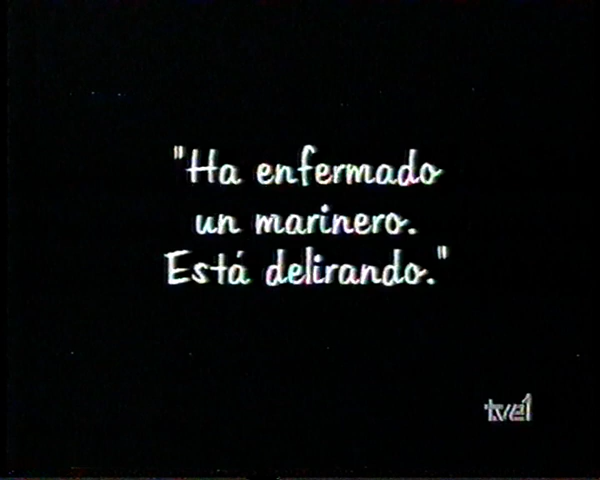 "Ha enfermado
un marinero.
Está delirando."
tve1